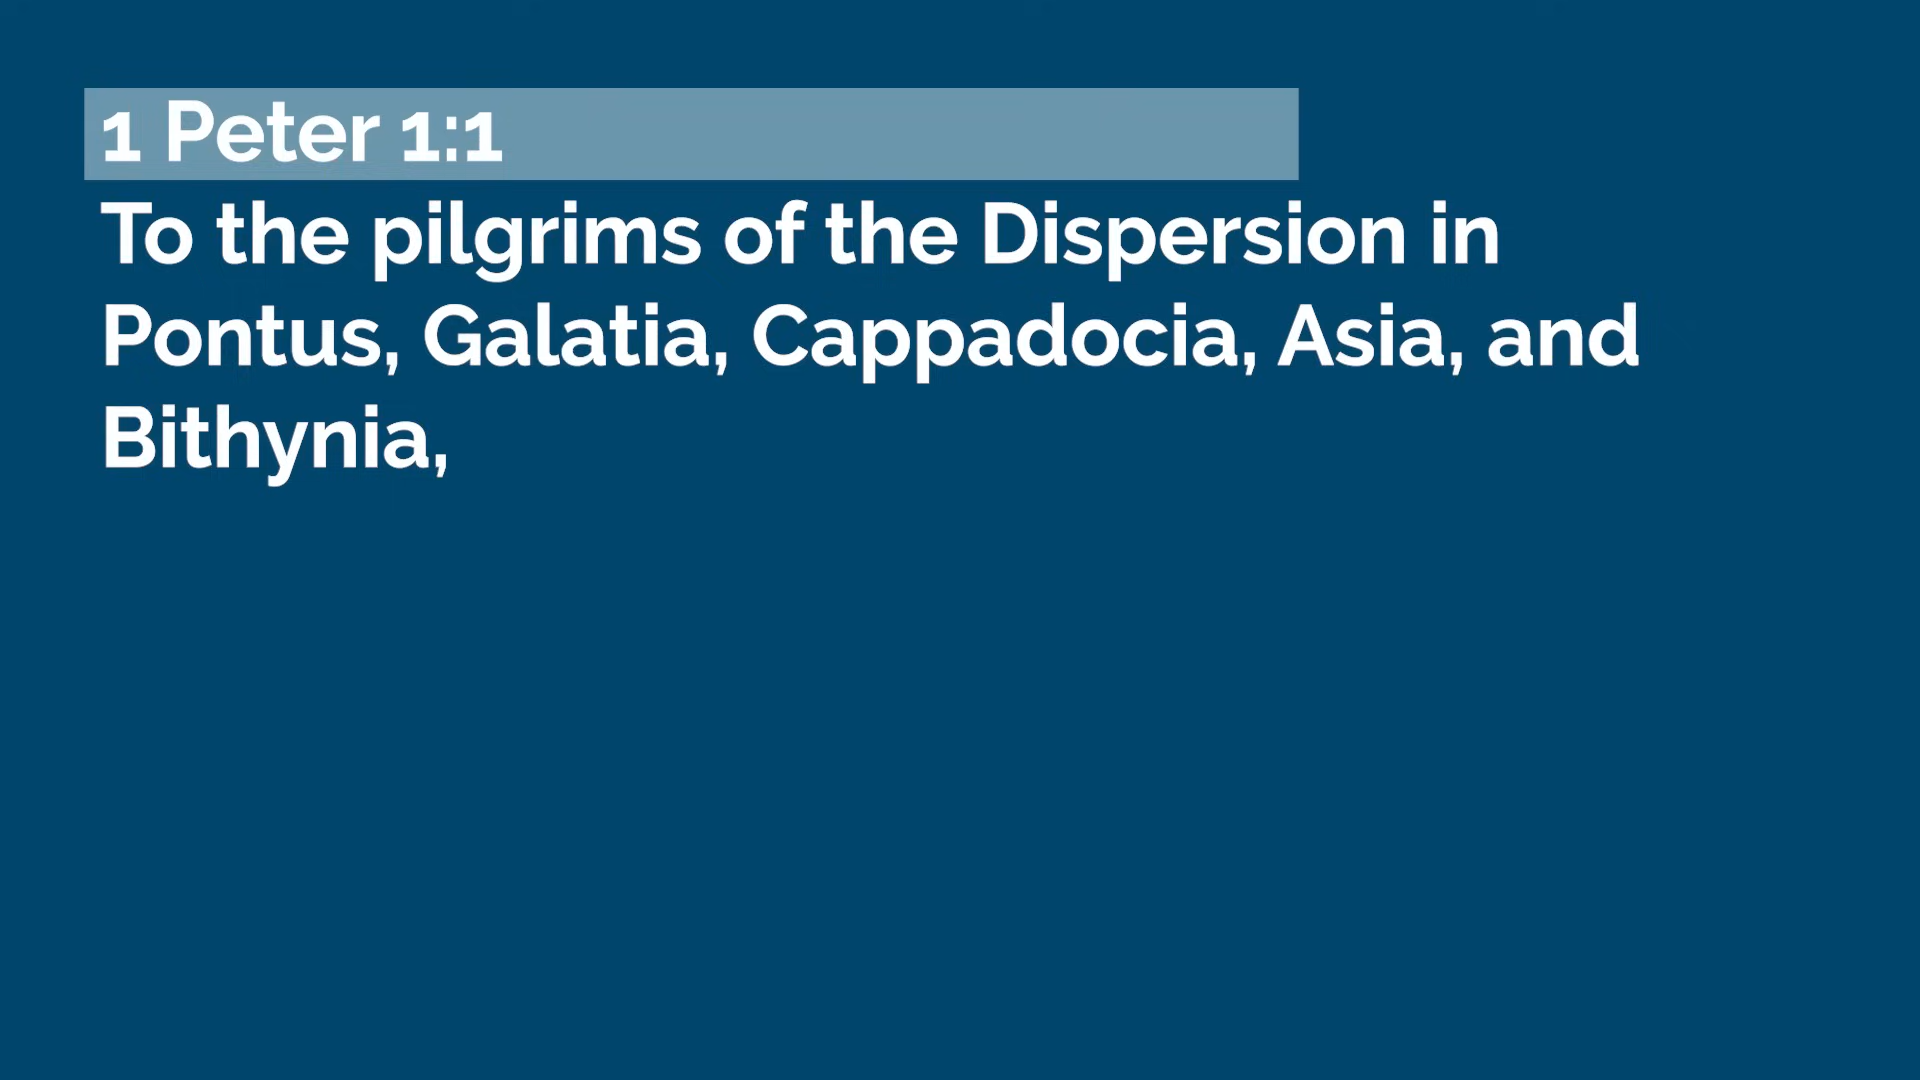 1 Peter 1:1
To the pilgrims of the Dispersion in
Pontus, Galatia, Cappadocia, Asia, and
Bithynia,